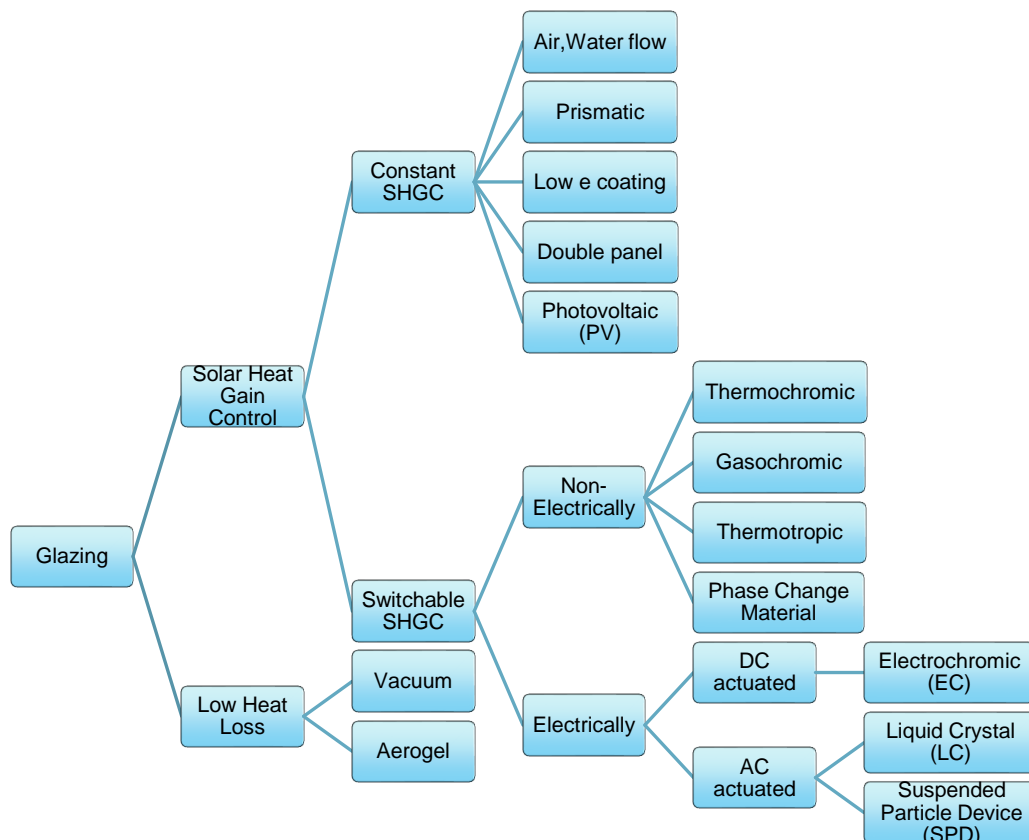 Air,Water flow
Prismatic
Constant
SHGC
Low e coating
Double panel
Photovoltaic
(PV)
Solar Heat
Gain
Control
Thermochromic
Gasochromic
Non-
Electrically
Thermotropic
Glazing
Switchable
SHGC
Phase Change
Material
Vacuum
Low Heat
Loss
Aerogel
Electrically
DC
actuated
Electrochromic
(EC)
AC
actuated
Liquid Crystal
(LC)
Suspended
Particle Device
(SPD)